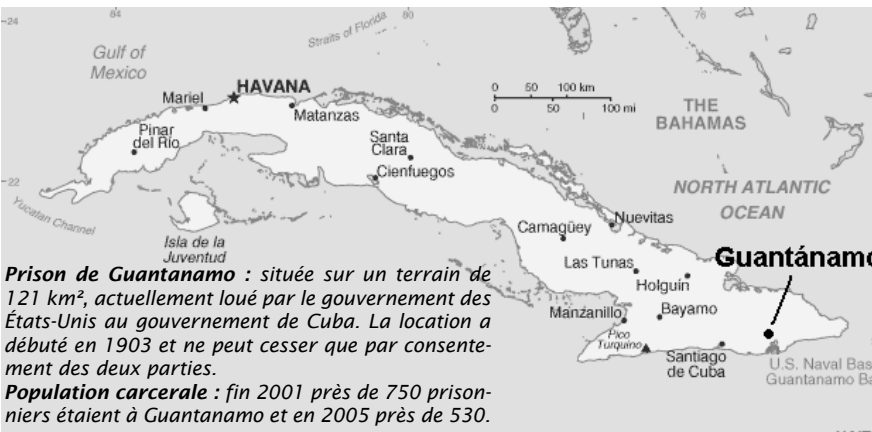 84
80
76
24
Straits of Florida
Gulf of
Mexico
HAVANA
Mariel
Matanzas
0 50 100 km
0 50 100 mi
THE
BAHAMAS
Pinar
del Río
Santa
Clara
Cienfuegos
22
NORTH ATLANTIC
OCEAN
Yucatan Channel
Isla de la
Juventud
Camagüey
Nuevitas
Guantánamo
Las Tunas
Holguín
Manzanillo
Bayamo
Pico
Turquino
Santiago
de Cuba
U.S. Naval Bas
Guantanamo Ba
Prison de Guantanamo : située sur un terrain de
121 km², actuellement loué par le gouvernement des
États-Unis au gouvernement de Cuba. La location a
débuté en 1903 et ne peut cesser que par consente-
ment des deux parties.
Population carcerale : fin 2001 près de 750 prison-
niers étaient à Guantanamo et en 2005 près de 530.